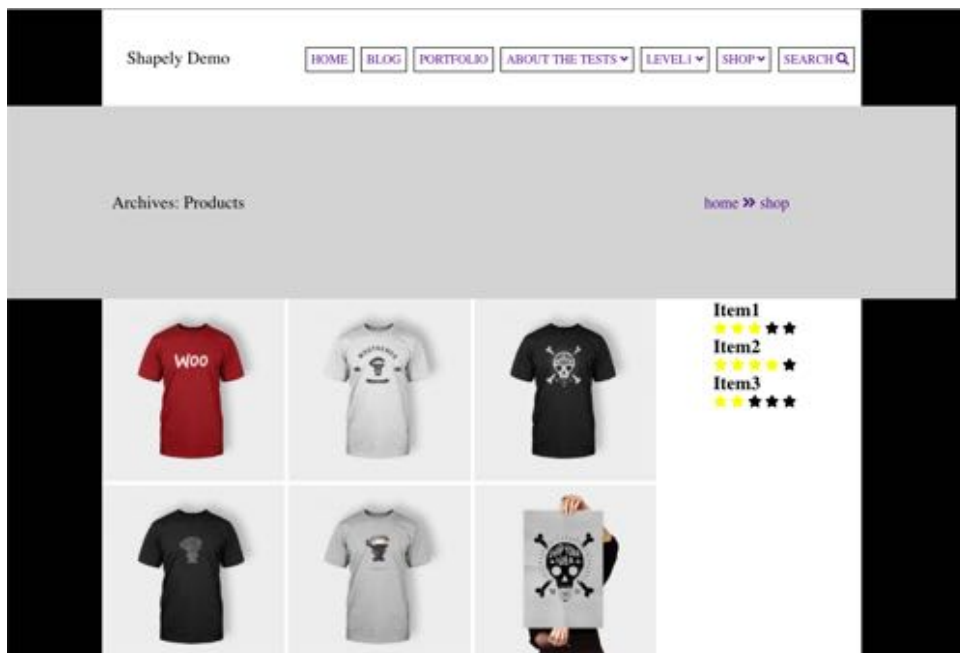 Shapely Demo
HOME BLOG PORTFOLIO ABOUT THE TESTS LEVEL1 SHOP SEARCH
Archives: Products
home » shop
Item1
Item2
Item3
WOO